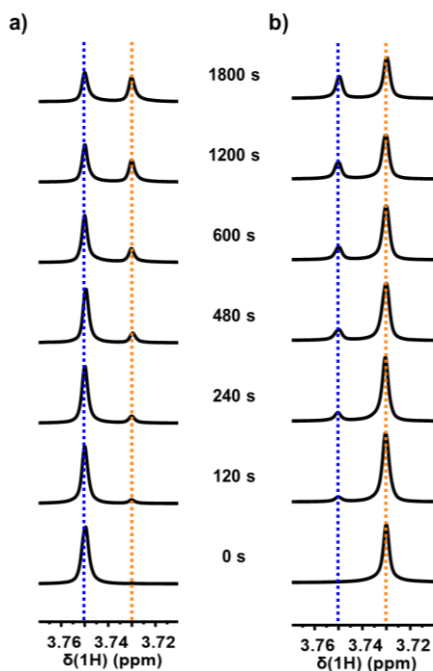 a)
b)
1800 s
1200 s
600 s
480 s
240 s
120 s
0 s
3.76 3.74 3.72
3.76 3.74 3.72
δ(1H) (ppm)
δ(1H) (ppm)